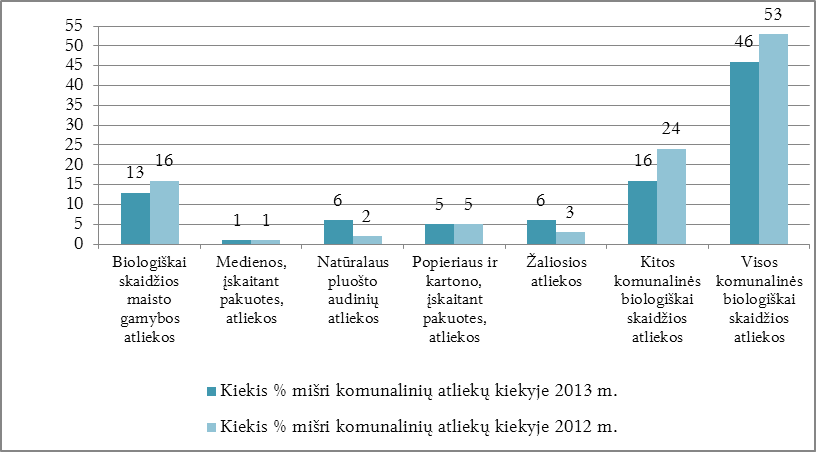 55
50
45
40
35
30
25
20
15
10
5
0
13
16
1
1
6
2
5
5
6
3
16
24
46
53
Biologiškai
skaidžios
maisto
gamybos
atliekos
Medienos,
įskaitant
pakuotes,
atliekos
Natūralaus
pluošto
audinių
atliekos
Popieriaus ir
kartono,
įskaitant
pakuotes,
atliekos
Žaliosios
atliekos
Kitos
komunalinės
biologiškai
skaidžios
atliekos
Visos
komunalinės
biologiškai
skaidžios
atliekos
Kiekis % mišri komunalinių atliekų kiekyje 2013 m.
Kiekis % mišri komunalinių atliekų kiekyje 2012 m.